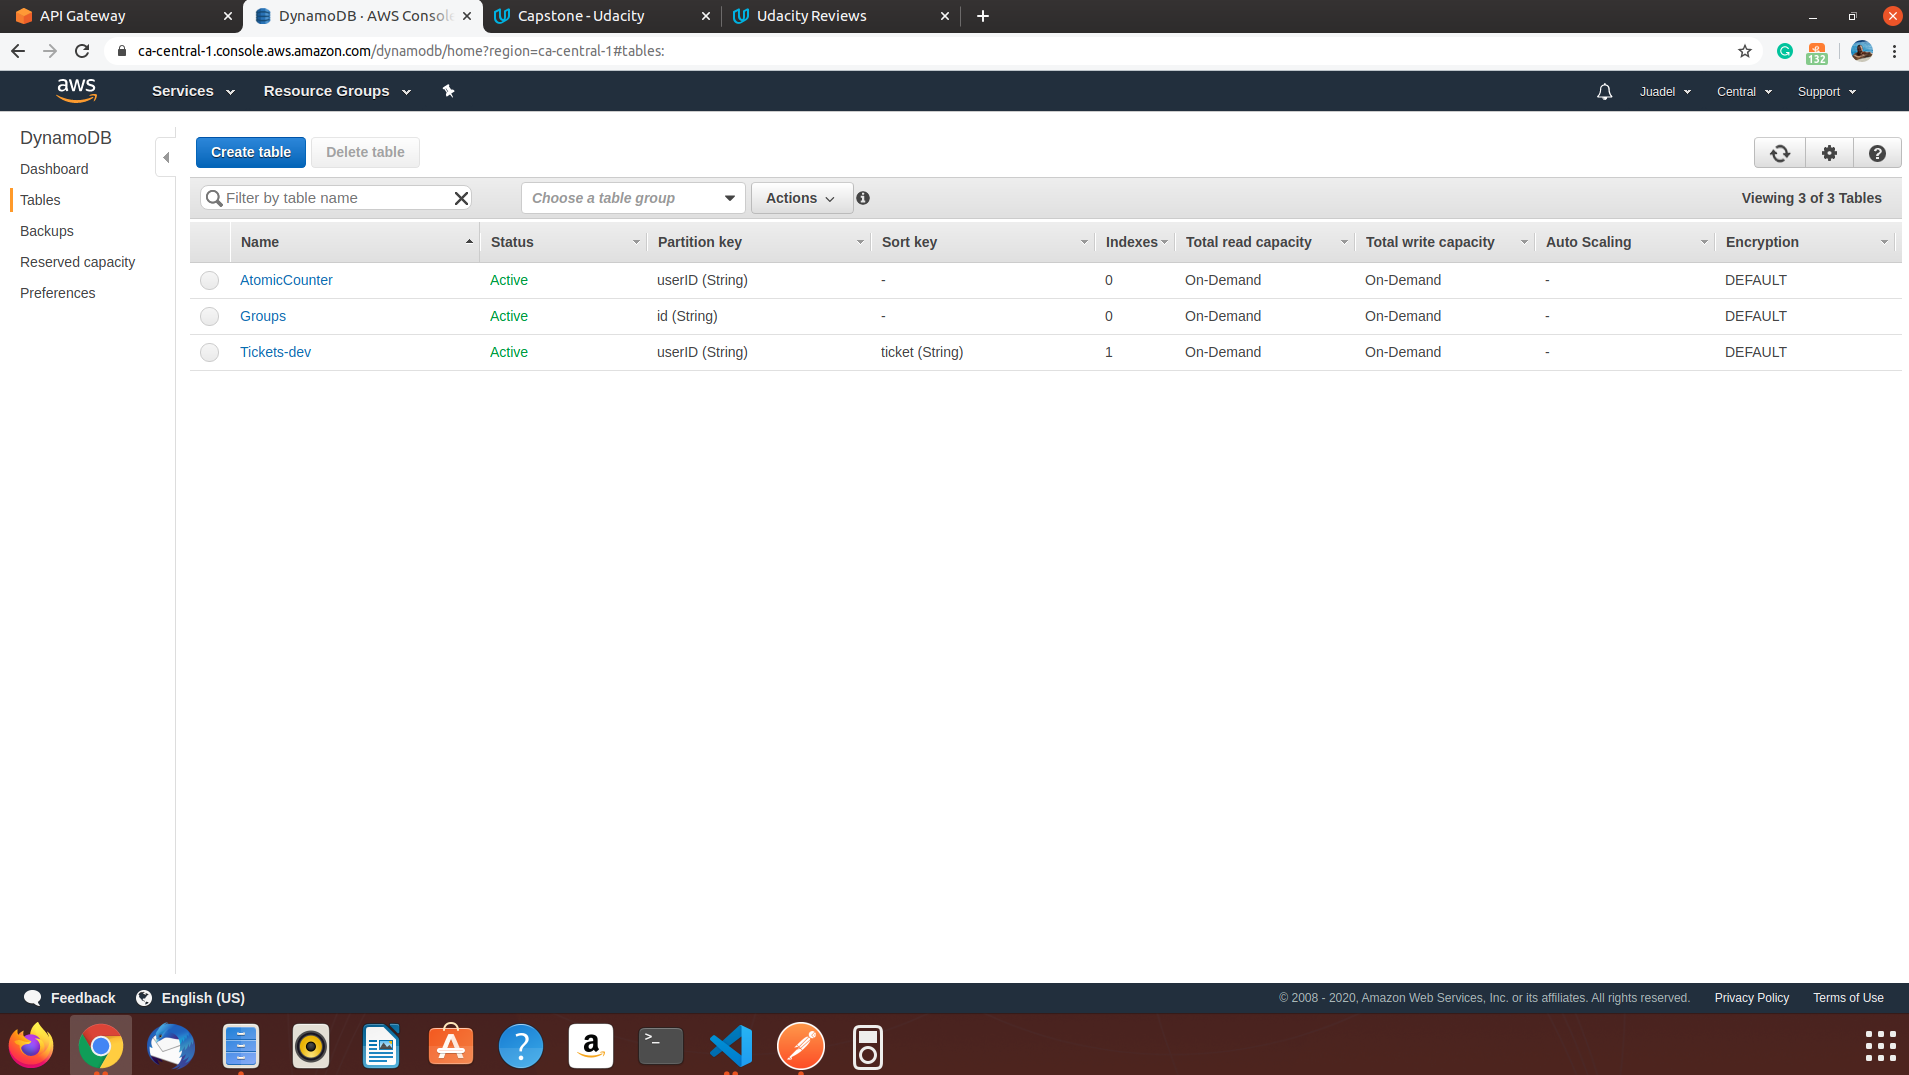 API Gateway
DynamoDB · AWS Consol
Capstone - Udacity
Udacity Reviews
ca-central-1.console.aws.amazon.com/dynamodb/home?region=ca-central-1#tables:
132
aws
Services
Resource Groups
Juadel
Central
Support
DynamoDB
Dashboard
Tables
Backups
Reserved capacity
Preferences
Create table
Delete table
Filter by table name
Choose a table group
Actions
Viewing 3 of 3 Tables
Name Status Partition key Sort key Indexes Total read capacity Total write capacity Auto Scaling Encryption
AtomicCounter Active userID (String) - 0 On-Demand On-Demand - DEFAULT
Groups Active id (String) - 0 On-Demand On-Demand - DEFAULT
Tickets-dev Active userID (String) ticket (String) 1 On-Demand On-Demand - DEFAULT
Feedback
English (US)
© 2008 - 2020, Amazon Web Services, Inc. or its affiliates. All rights reserved.
Privacy Policy
Terms of Use